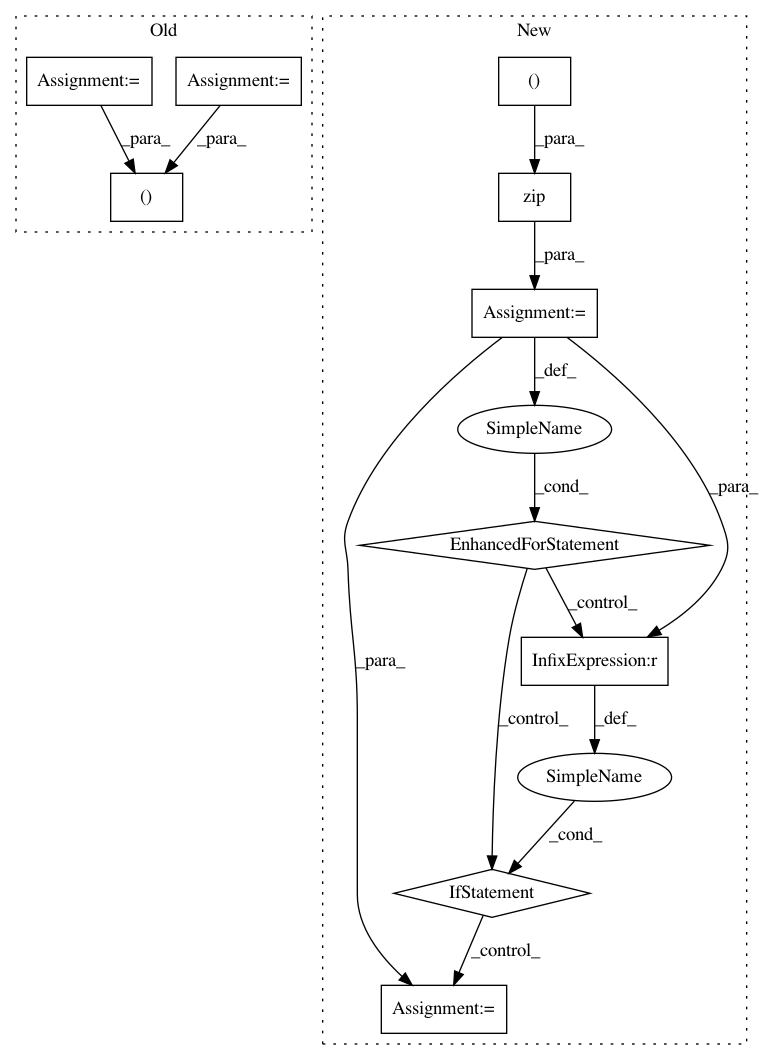 Old
New
Assignment:=
Assignment:=
()
_para_
_para_
_para_
()
zip
_para_
Assignment:=
_def_
SimpleName
_cond_
_para_
EnhancedForStatement
_control_
_para_
InfixExpression:r
_control_
_def_
SimpleName
_cond_
IfStatement
_control_
Assignment:=